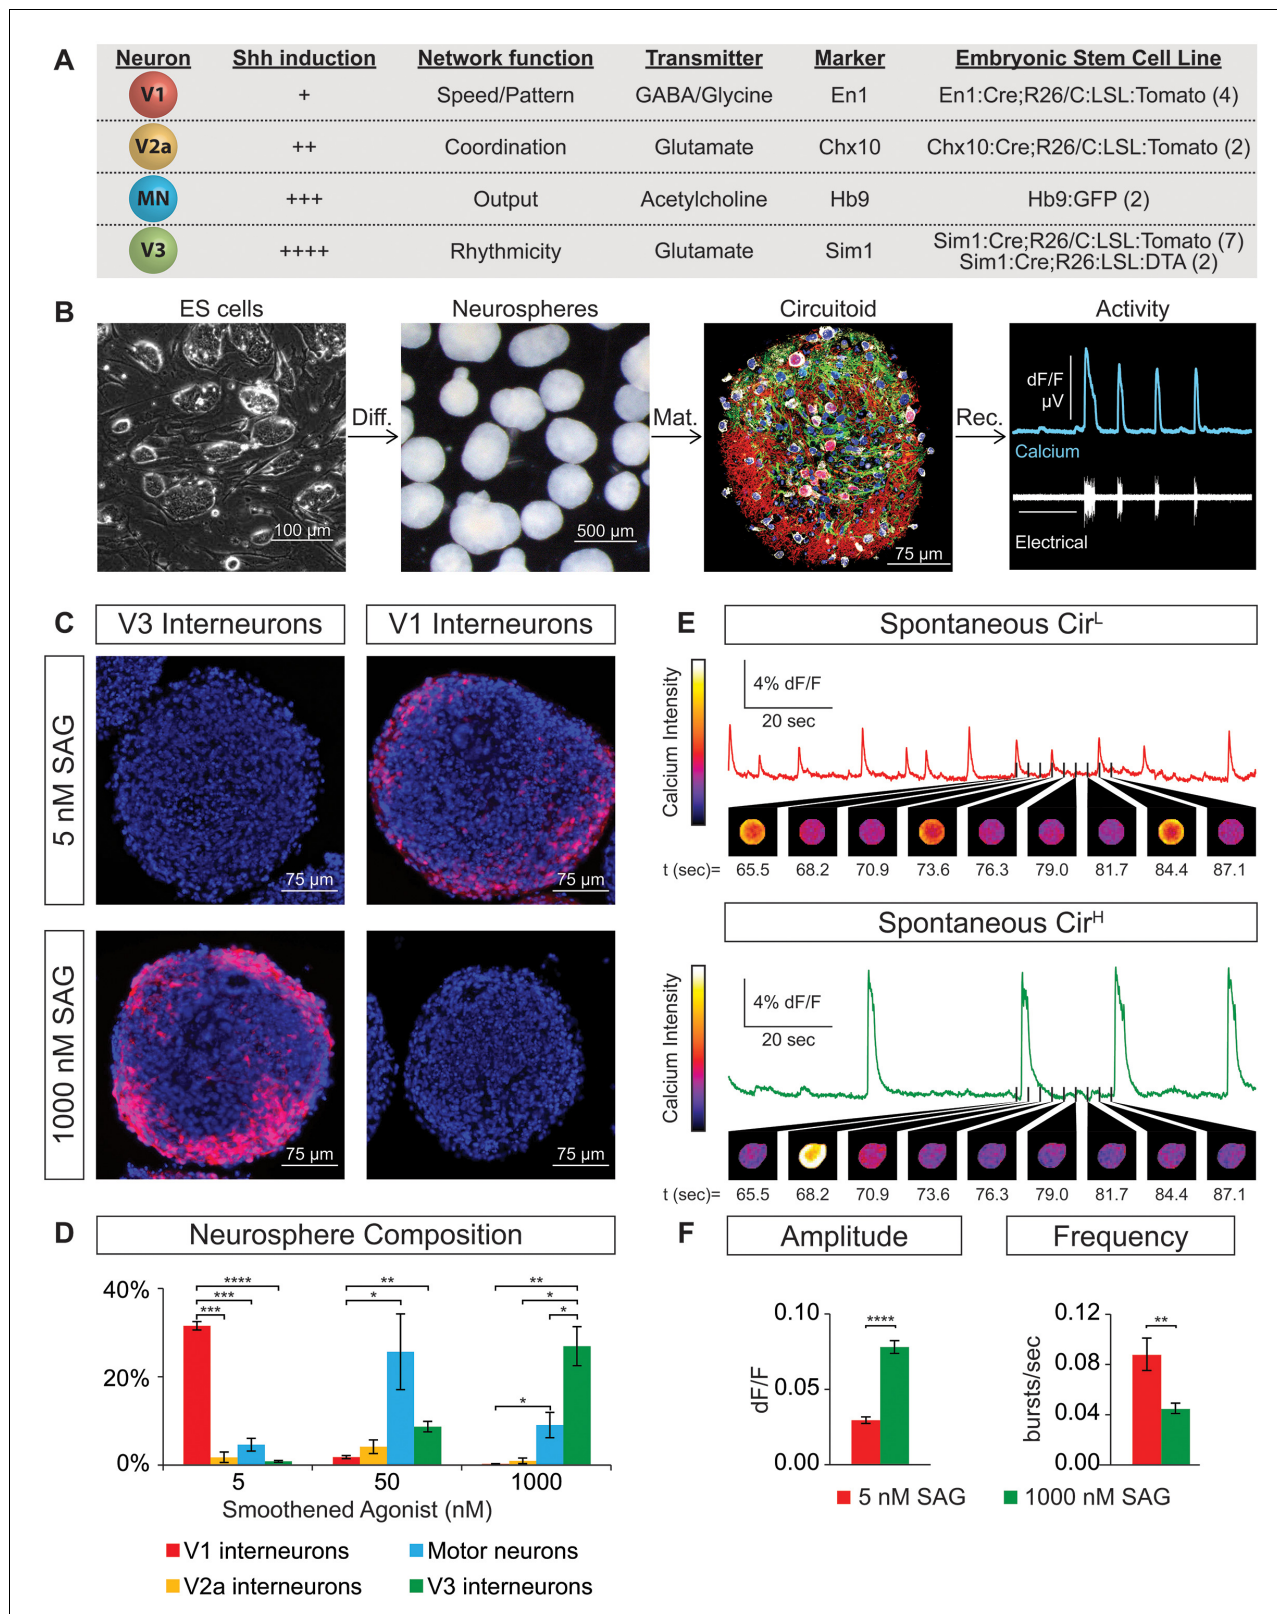 A
Neuron Shh induction Network function Transmitter Marker Embryonic Stem Cell Line
V1 + Speed/Pattern GABA/Glycine En1 En1:Cre;R26/C:LSL:Tomato (4)
V2a ++ Coordination Glutamate Chx10 Chx10:Cre;R26/C:LSL:Tomato (2)
MN +++ Output Acetylcholine Hb9 Hb9:GFP (2)
V3 ++++ Rhythmicity Glutamate Sim1 Sim1:Cre;R26/C:LSL:Tomato (7)
Sim1:Cre;R26:LSL:DTA (2)
B
ES cells Neurospheres Circuitoid Activity
Diff. Mat. Rec.
dF/F
µV
Calcium
Electrical
100 µm 500 µm 75 µm
C
V3 Interneurons V1 Interneurons
5 nM SAG
75 µm 75 µm
1000 nM SAG
75 µm 75 µm
D
Neurosphere Composition
40%
20%
0%
**** ** **
*** * *
*** *
*
5 50 1000
Smoothened Agonist (nM)
V1 interneurons Motor neurons
V2a interneurons V3 interneurons
E
Spontaneous Cirᴸ
Calcium Intensity
4% dF/F
20 sec
t (sec)= 65.5 68.2 70.9 73.6 76.3 79.0 81.7 84.4 87.1
Spontaneous Cirᴴ
Calcium Intensity
4% dF/F
20 sec
t (sec)= 65.5 68.2 70.9 73.6 76.3 79.0 81.7 84.4 87.1
F
Amplitude Frequency
dF/F
0.10
0.05
0.00
****
bursts/sec
0.12
0.08
0.04
0.00
**
5 nM SAG 1000 nM SAG